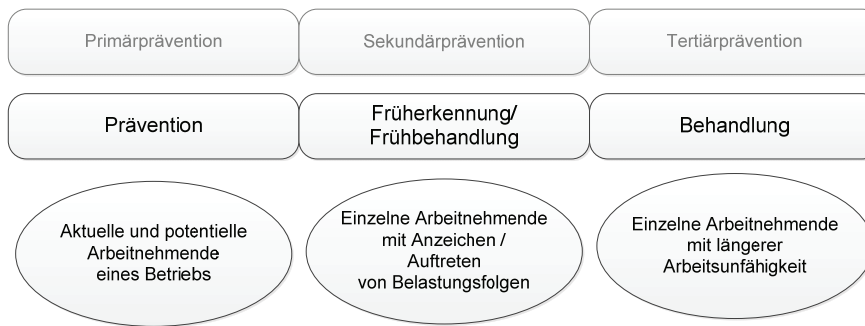 Primärprävention
Sekundärprävention
Tertiärprävention
Prävention
Früherkennung/
Frühbehandlung
Behandlung
Aktuelle und potentielle
Arbeitnehmende
eines Betriebs
Einzelne Arbeitnehmende
mit Anzeichen /
Auftreten
von Belastungsfolgen
Einzelne Arbeitnehmende
mit längerer
Arbeitsunfähigkeit